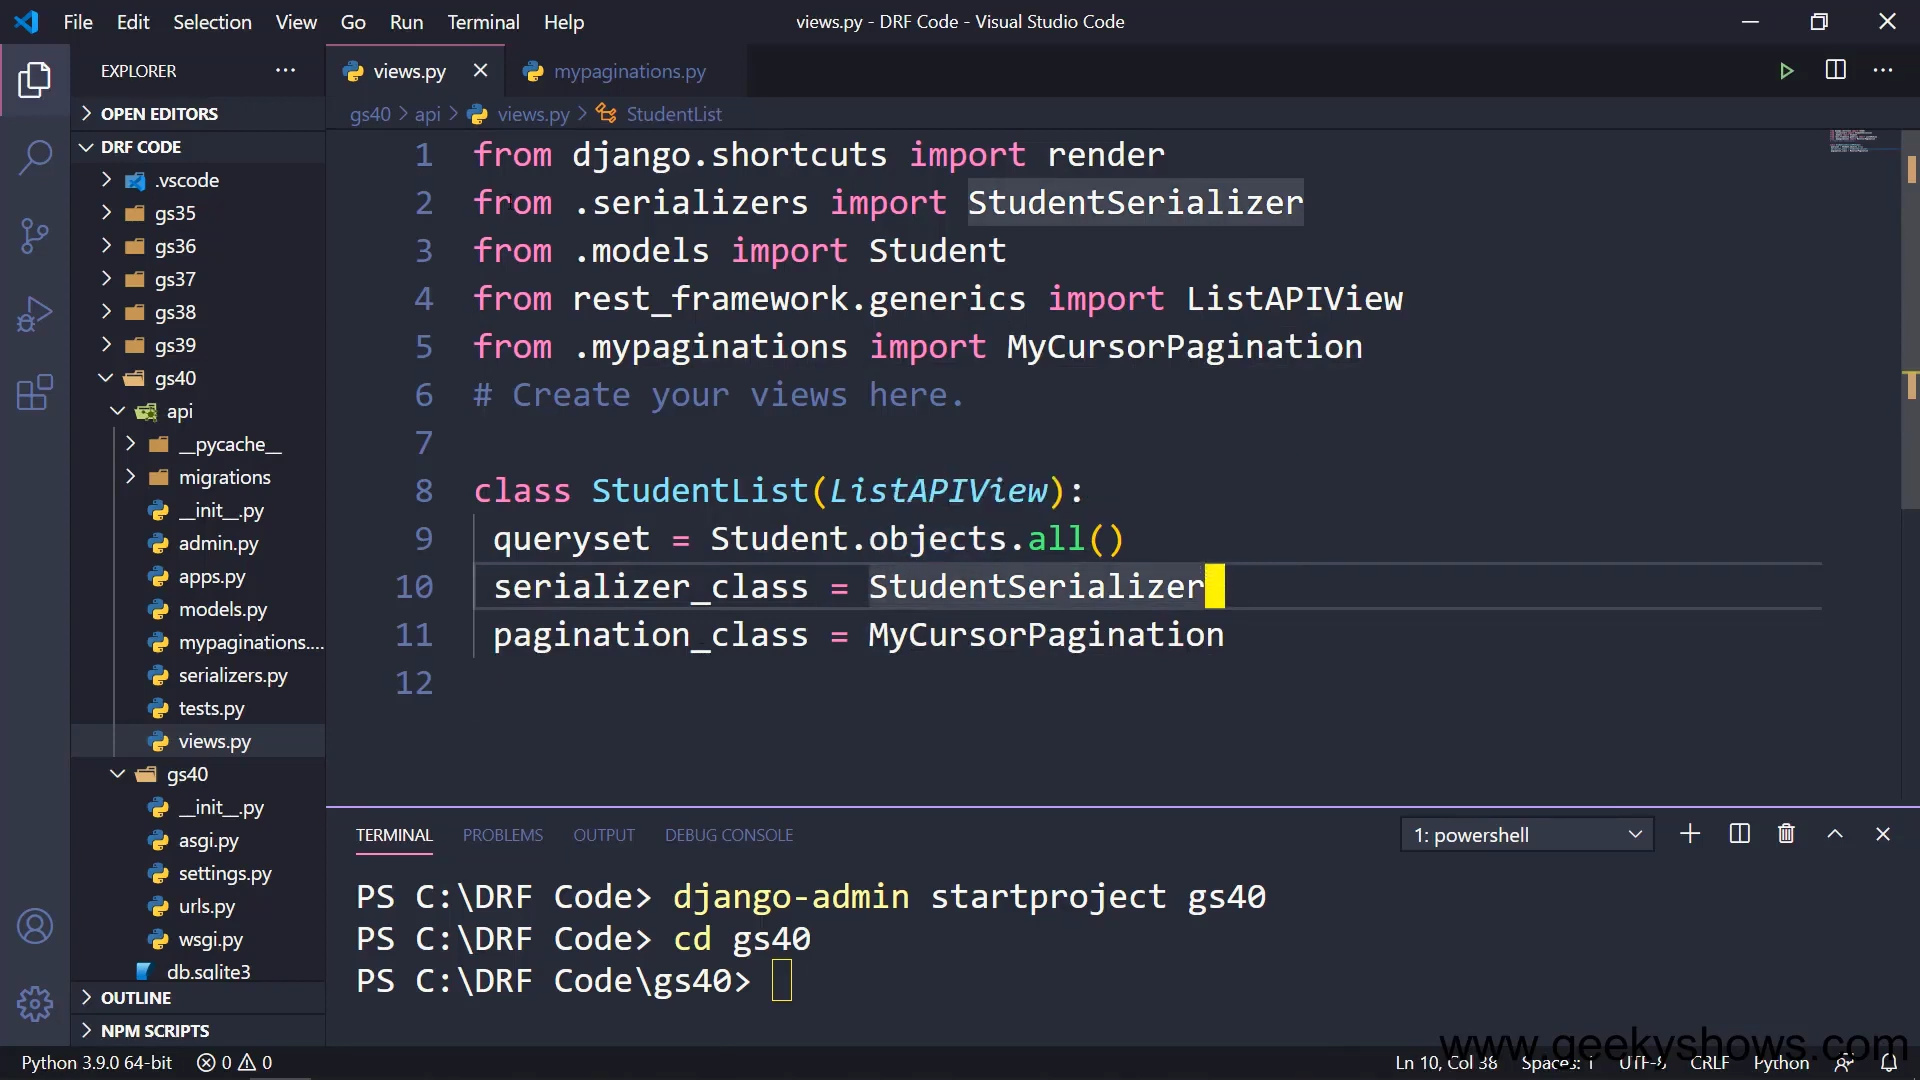 File Edit Selection View Go Run Terminal Help
views.py - DRF Code - Visual Studio Code
EXPLORER
OPEN EDITORS
DRF CODE
.vscode
gs35
gs36
gs37
gs38
gs39
gs40
api
__pycache__
migrations
__init__.py
admin.py
apps.py
models.py
mypaginations....
serializers.py
tests.py
views.py
gs40
__init__.py
asgi.py
settings.py
urls.py
wsgi.py
db.sqlite3
OUTLINE
NPM SCRIPTS
views.py mypaginations.py
gs40 > api > views.py > StudentList
1 from django.shortcuts import render
2 from .serializers import StudentSerializer
3 from .models import Student
4 from rest_framework.generics import ListAPIView
5 from .mypaginations import MyCursorPagination
6 # Create your views here.
7
8 class StudentList(ListAPIView):
9 queryset = Student.objects.all()
10 serializer_class = StudentSerializer
11 pagination_class = MyCursorPagination
12
TERMINAL PROBLEMS OUTPUT DEBUG CONSOLE
1: powershell
PS C:\DRF Code> django-admin startproject gs40
PS C:\DRF Code> cd gs40
PS C:\DRF Code\gs40>
www.geekyshows.com
Python 3.9.0 64-bit 0 0
Ln 10, Col 38 Spaces: 1 UTF-8 CRLF Python